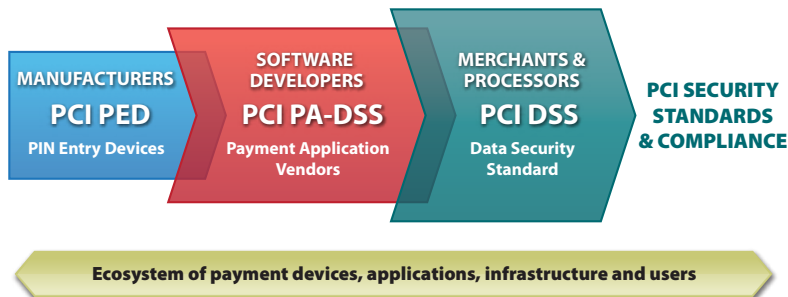 MANUFACTURERS
PCI PED
PIN Entry Devices
SOFTWARE
DEVELOPERS
PCI PA-DSS
Payment Application
Vendors
MERCHANTS &
PROCESSORS
PCI DSS
Data Security
Standard
PCI SECURITY
STANDARDS
& COMPLIANCE
Ecosystem of payment devices, applications, infrastructure and users